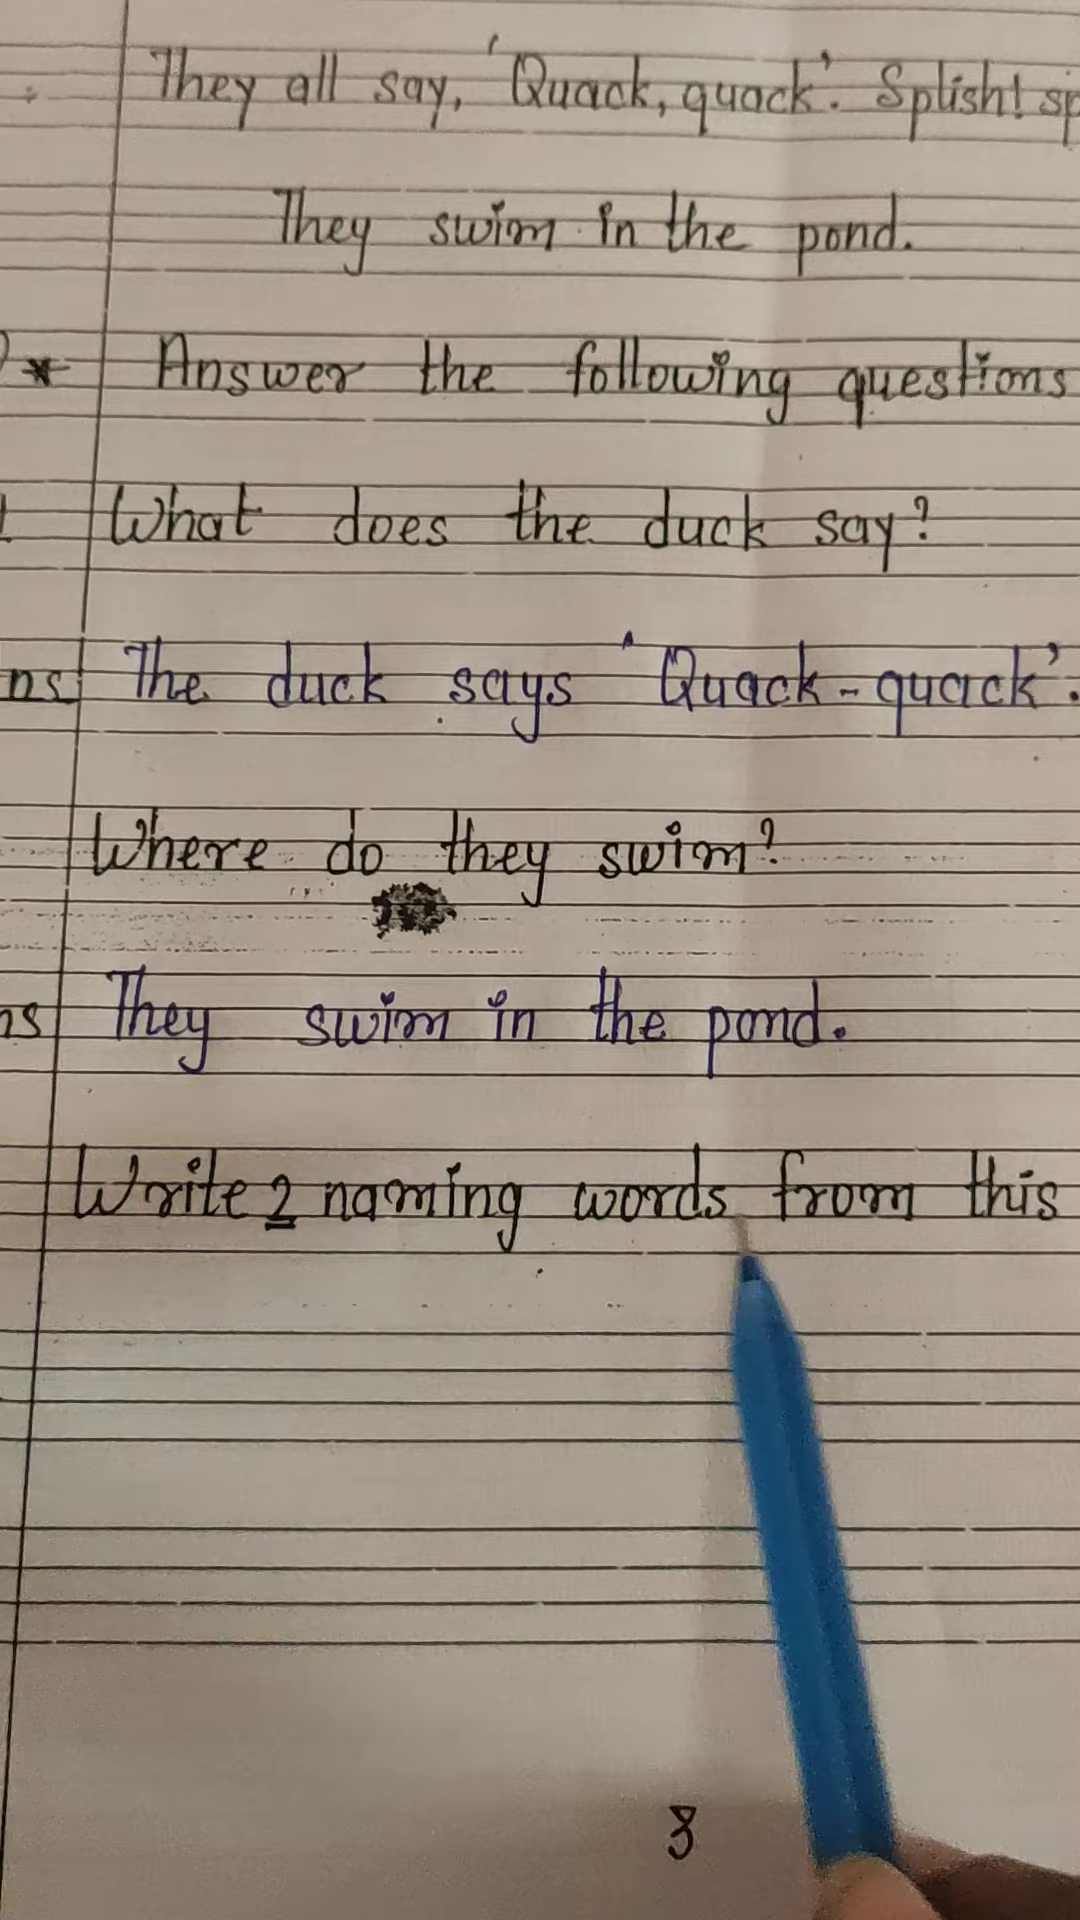 They all say, 'Quack, quack'. Splish! sp
They swim in the pond.
* Answer the following questions
What does the duck say?
ns The duck says 'Quack-quack'.
Where do they swim?
ns They swim in the pond.
Write 2 naming words from this
3